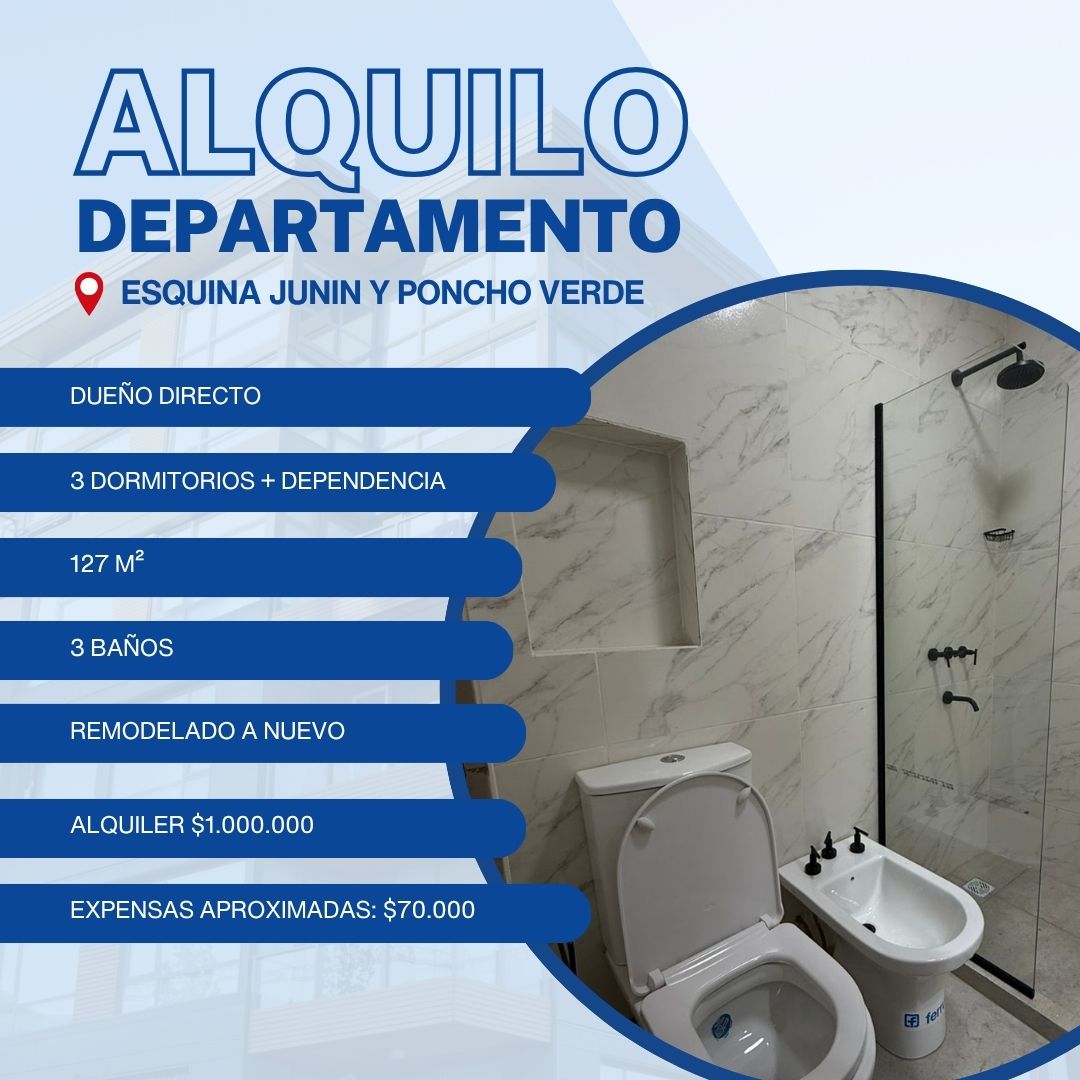 ALQUILO
DEPARTAMENTO
ESQUINA JUNIN Y PONCHO VERDE
DUEÑO DIRECTO
3 DORMITORIOS + DEPENDENCIA
127 M²
3 BAÑOS
REMODELADO A NUEVO
ALQUILER $1.000.000
EXPENSAS APROXIMADAS: $70.000